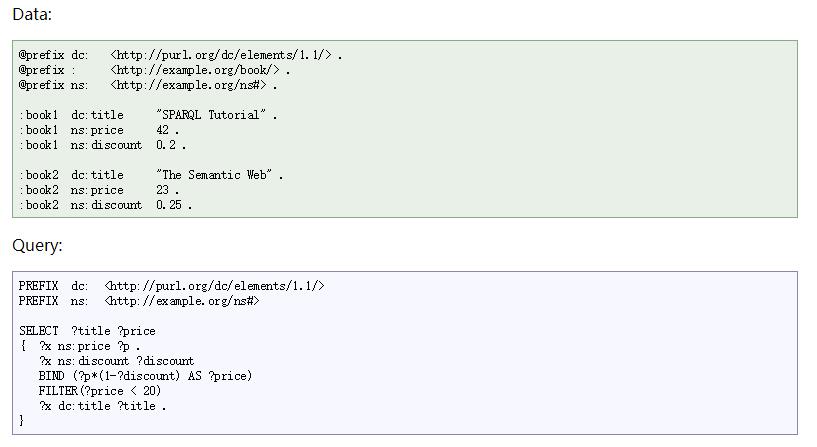 Data:
@prefix dc:   <http://purl.org/dc/elements/1.1/> .
@prefix :     <http://example.org/book/> .
@prefix ns:   <http://example.org/ns#> .
:book1  dc:title     "SPARQL Tutorial" .
:book1  ns:price     42 .
:book1  ns:discount  0.2 .
:book2  dc:title     "The Semantic Web" .
:book2  ns:price     23 .
:book2  ns:discount  0.25 .
Query:
PREFIX  dc:  <http://purl.org/dc/elements/1.1/>
PREFIX  ns:  <http://example.org/ns#>
SELECT  ?title ?price
{  ?x ns:price ?p .
   ?x ns:discount ?discount
   BIND (?p*(1-?discount) AS ?price)
   FILTER(?price < 20)
   ?x dc:title ?title .
}